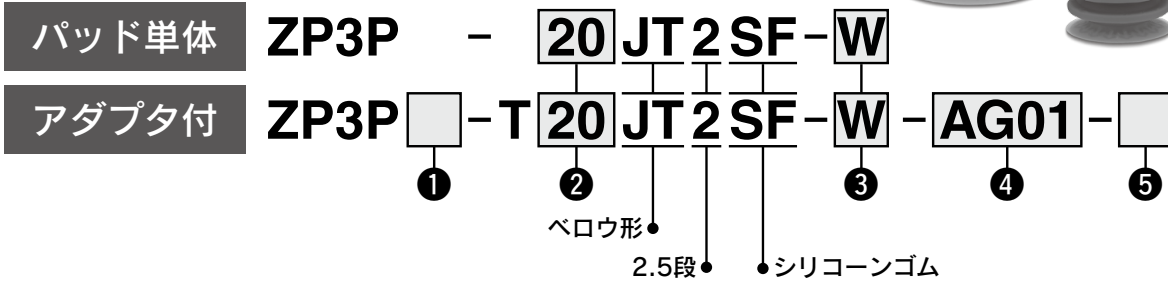 パッド単体 ZP3P - 20 JT 2 SF - W
アダプタ付 ZP3P - T 20 JT 2 SF - W - AG01 -
❶ ❷ ❸ ❹ ❺
ベロウ形
2.5段 シリコーンゴム